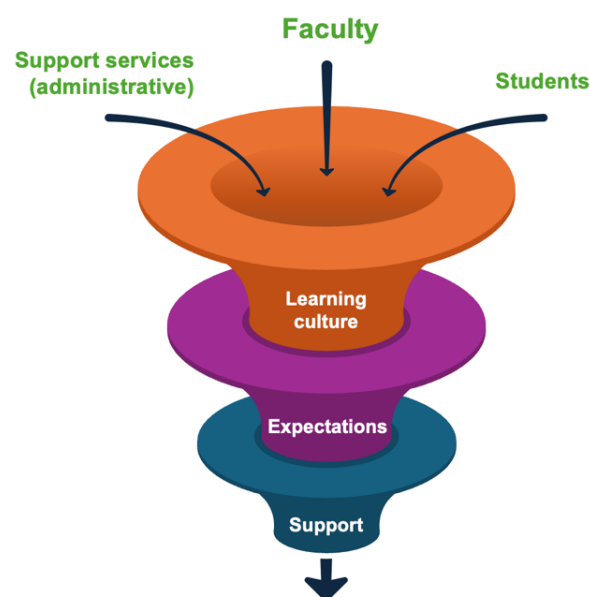 Faculty
Support services
(administrative)
Students
Learning
culture
Expectations
Support